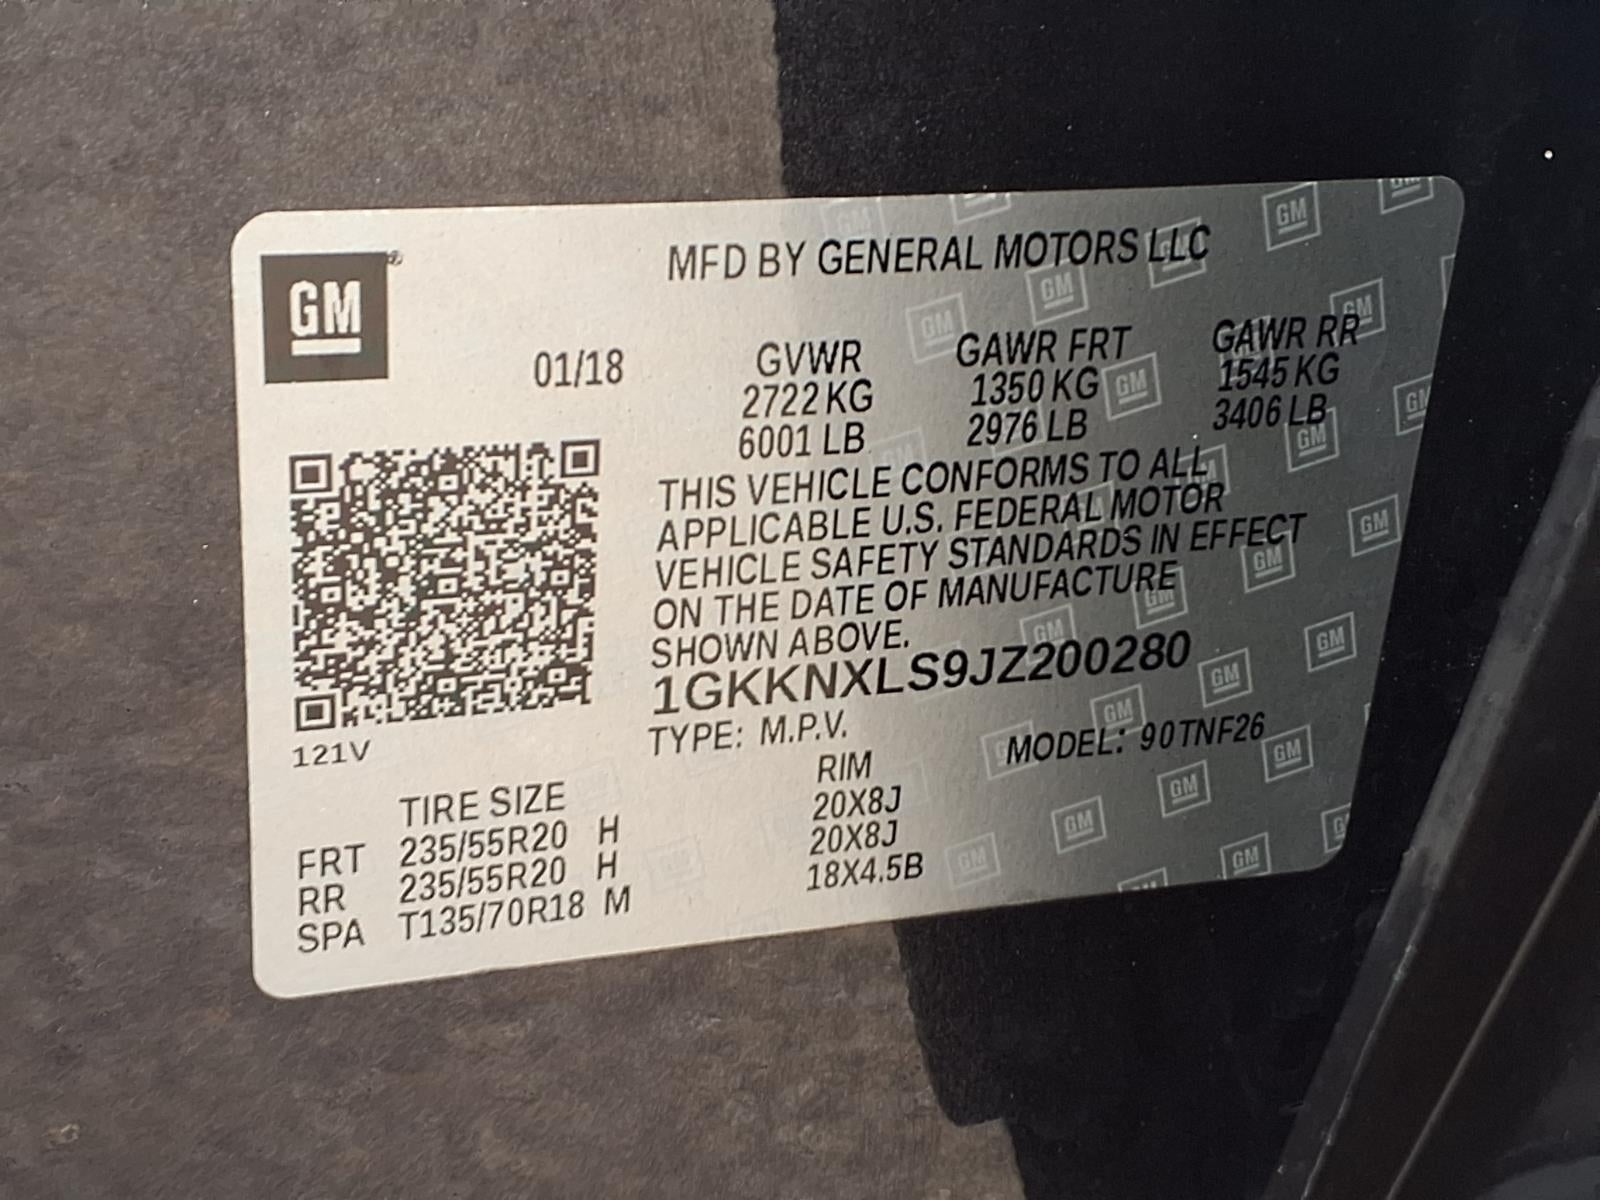 GM
MFD BY GENERAL MOTORS LLC
01/18
GVWR GAWR FRT GAWR RR
2722 KG 1350 KG 1545 KG
6001 LB 2976 LB 3406 LB
THIS VEHICLE CONFORMS TO ALL
APPLICABLE U.S. FEDERAL MOTOR
VEHICLE SAFETY STANDARDS IN EFFECT
ON THE DATE OF MANUFACTURE
SHOWN ABOVE.
1GKKNXLS9JZ200280
TYPE: M.P.V. MODEL: 90TNF26
121V
TIRE SIZE RIM
FRT 235/55R20 H 20X8J
RR 235/55R20 H 20X8J
SPA T135/70R18 M 18X4.5B